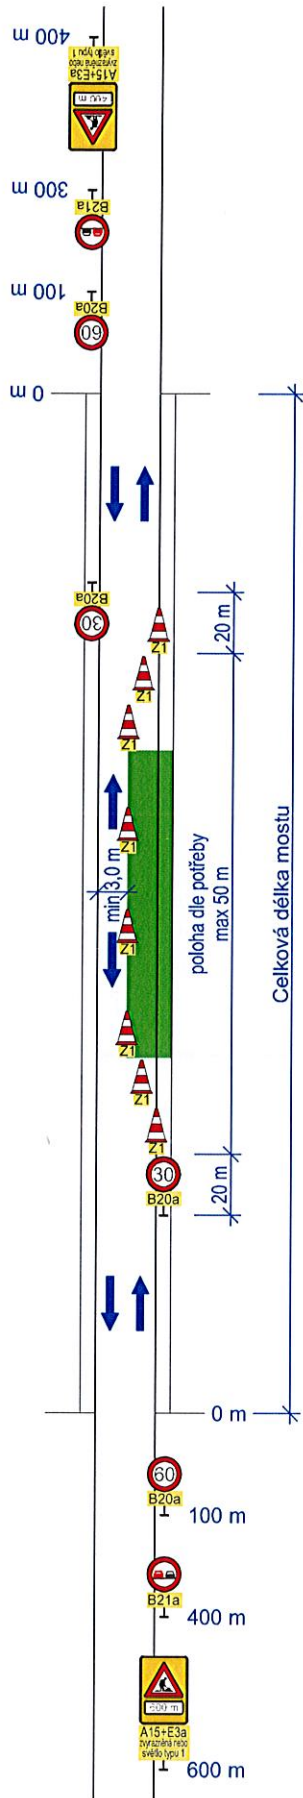 400 m
A15+E3a
zvýrazněná nebo
světlo typu 1
400 m
300 m
B21a
100 m
B20a
60
0 m
B20a
30
Z1
20 m
Z1
Z1
Z1
min 3,0 m
Z1
poloha dle potřeby
max 50 m
Celková délka mostu
Z1
Z1
Z1
30
B20a
20 m
0 m
60
B20a
100 m
B21a
400 m
600 m
A15+E3a
zvýrazněná nebo
světlo typu 1
600 m